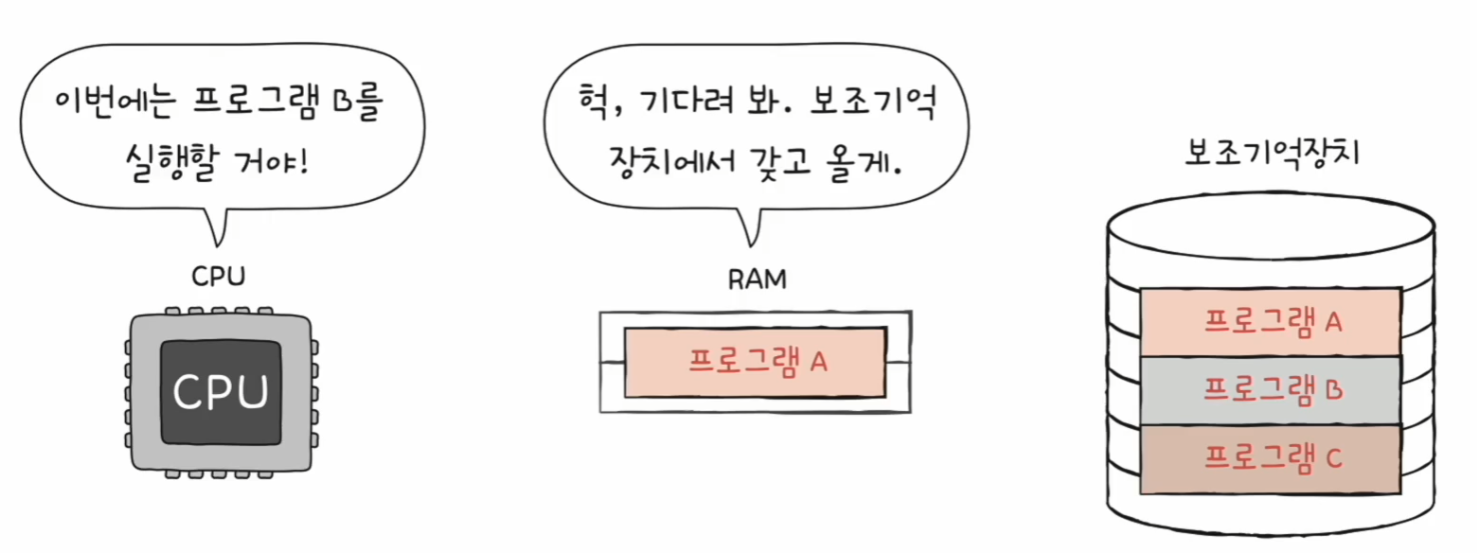 이번에는 프로그램 B를
실행할 거야!
CPU
CPU
헉, 기다려 봐. 보조기억
장치에서 갖고 올게.
RAM
프로그램 A
보조기억장치
프로그램 A
프로그램 B
프로그램 C